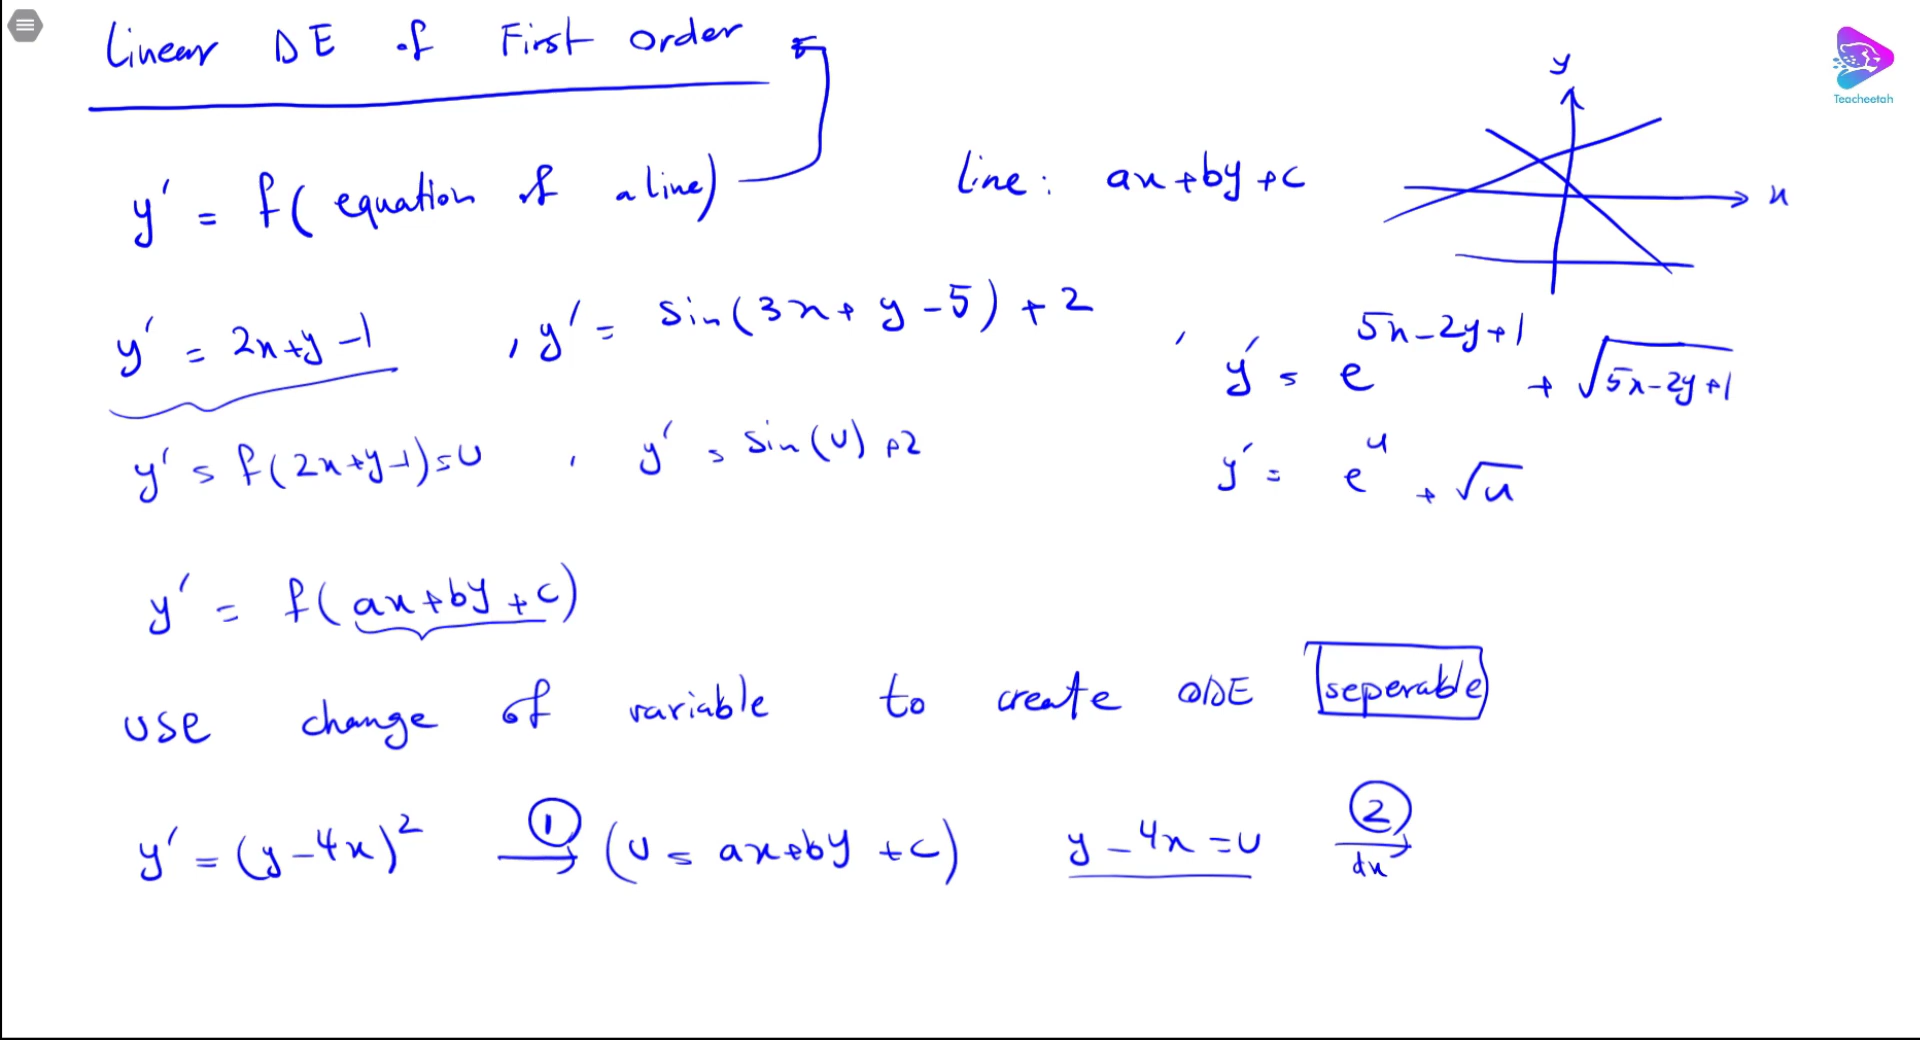 Linear DE of First order
y
Teacheetah
y' = f( equation of a line)
line: ax+by+c
x
y' = 2x+y-1 , y' = sin(3x+y-5)+2 , y' = e^{5x-2y+1} + √5x-2y+1
y' = f(2x+y-1)=u , y' = sin(u)+2
y' = e^u + √u
y' = f(ax+by+c)
use change of variable to create ODE seperable
y' = (y-4x)² ① (u = ax+by+c) y-4x=u ② dx